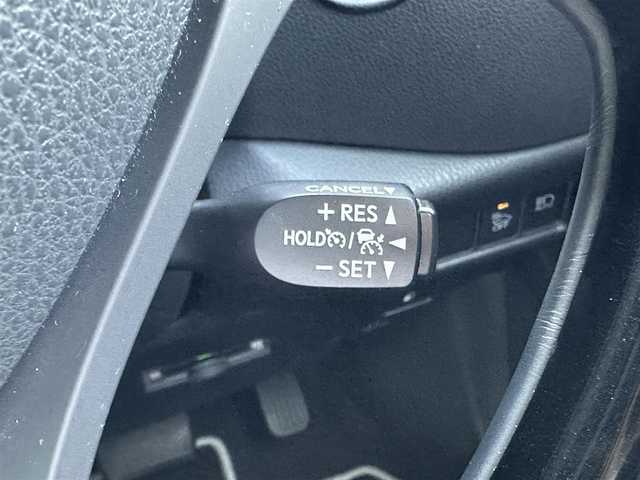 CANCEL▼
+ RES ▲
HOLD / ◀
− SET ▼